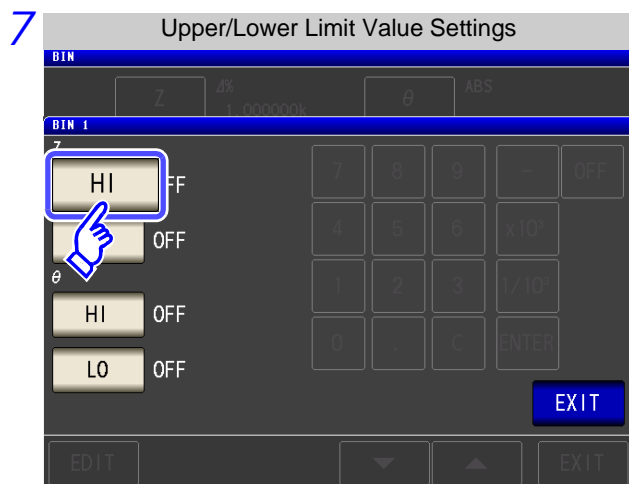 7
Upper/Lower Limit Value Settings
BIN
Z Δ% 1.000000k θ ABS
BIN 1
Z
HI FF
7 8 9 - OFF
OFF
4 5 6 x10³
θ
1 2 3 1/10³
HI OFF
0 . C ENTER
LO OFF
EXIT
EDIT ▼ ▲ EXIT